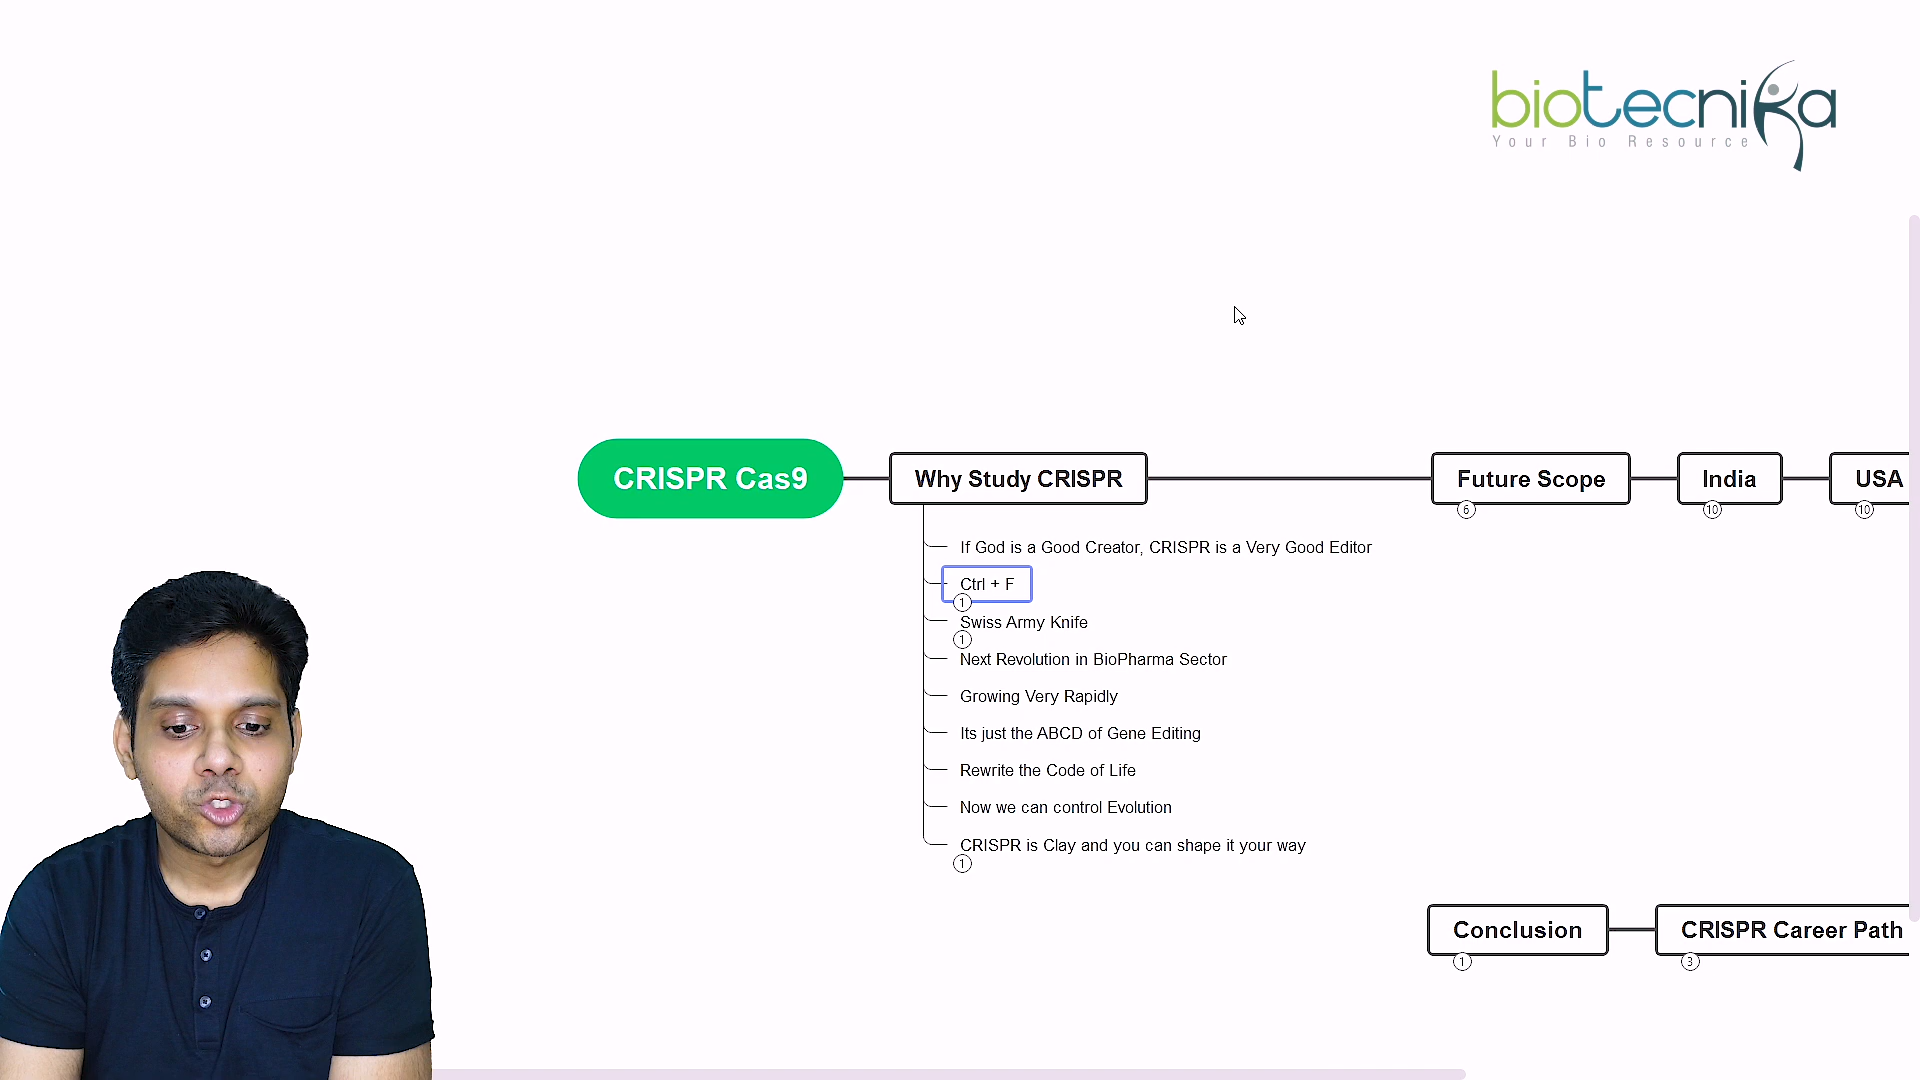 biotecnika
Your Bio Resource
CRISPR Cas9
Why Study CRISPR
Future Scope
6
India
10
USA
10
If God is a Good Creator, CRISPR is a Very Good Editor
Ctrl + F
1
Swiss Army Knife
1
Next Revolution in BioPharma Sector
Growing Very Rapidly
Its just the ABCD of Gene Editing
Rewrite the Code of Life
Now we can control Evolution
CRISPR is Clay and you can shape it your way
1
Conclusion
1
CRISPR Career Path
3